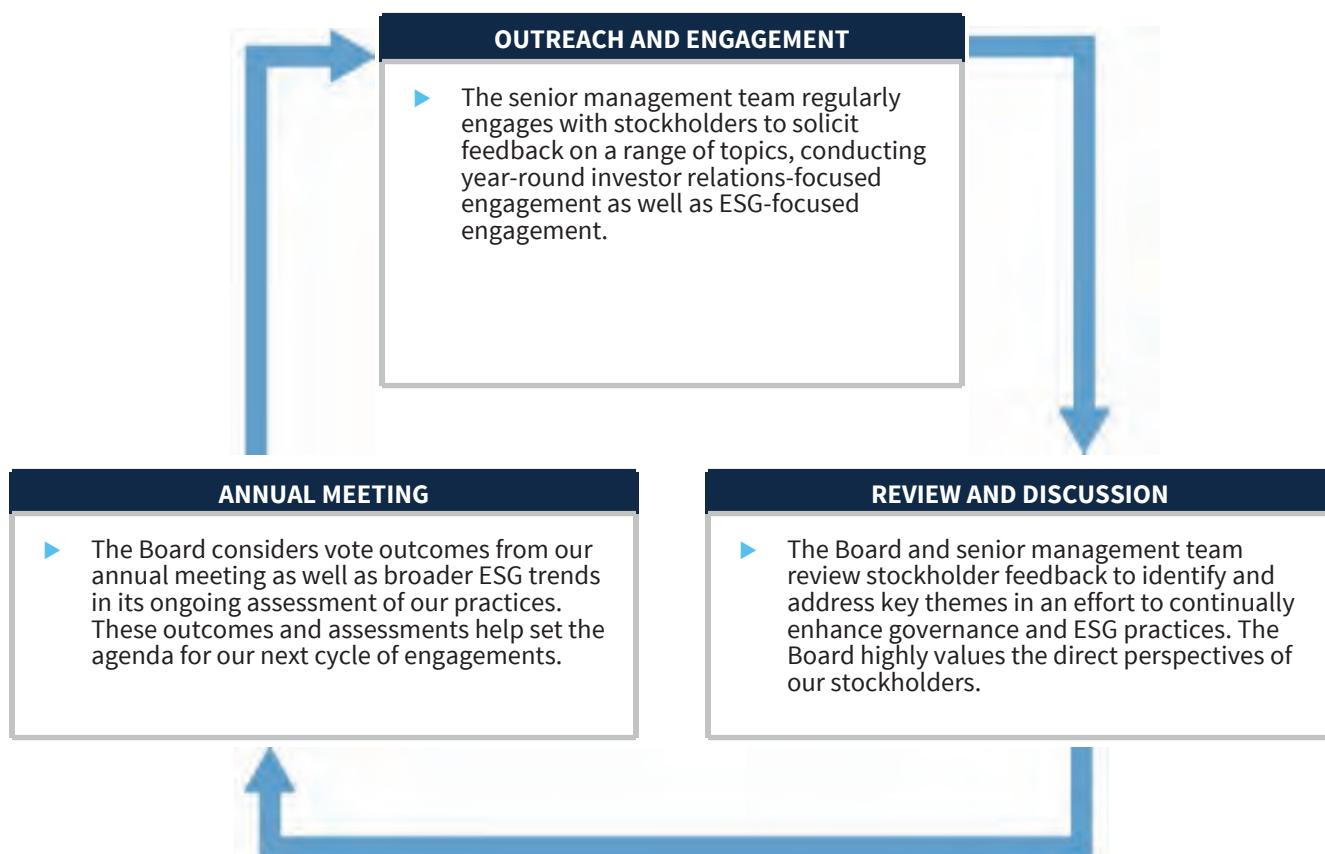 OUTREACH AND ENGAGEMENT
► The senior management team regularly
engages with stockholders to solicit
feedback on a range of topics, conducting
year-round investor relations-focused
engagement as well as ESG-focused
engagement.
ANNUAL MEETING
► The Board considers vote outcomes from our
annual meeting as well as broader ESG trends
in its ongoing assessment of our practices.
These outcomes and assessments help set the
agenda for our next cycle of engagements.
REVIEW AND DISCUSSION
► The Board and senior management team
review stockholder feedback to identify and
address key themes in an effort to continually
enhance governance and ESG practices. The
Board highly values the direct perspectives of
our stockholders.